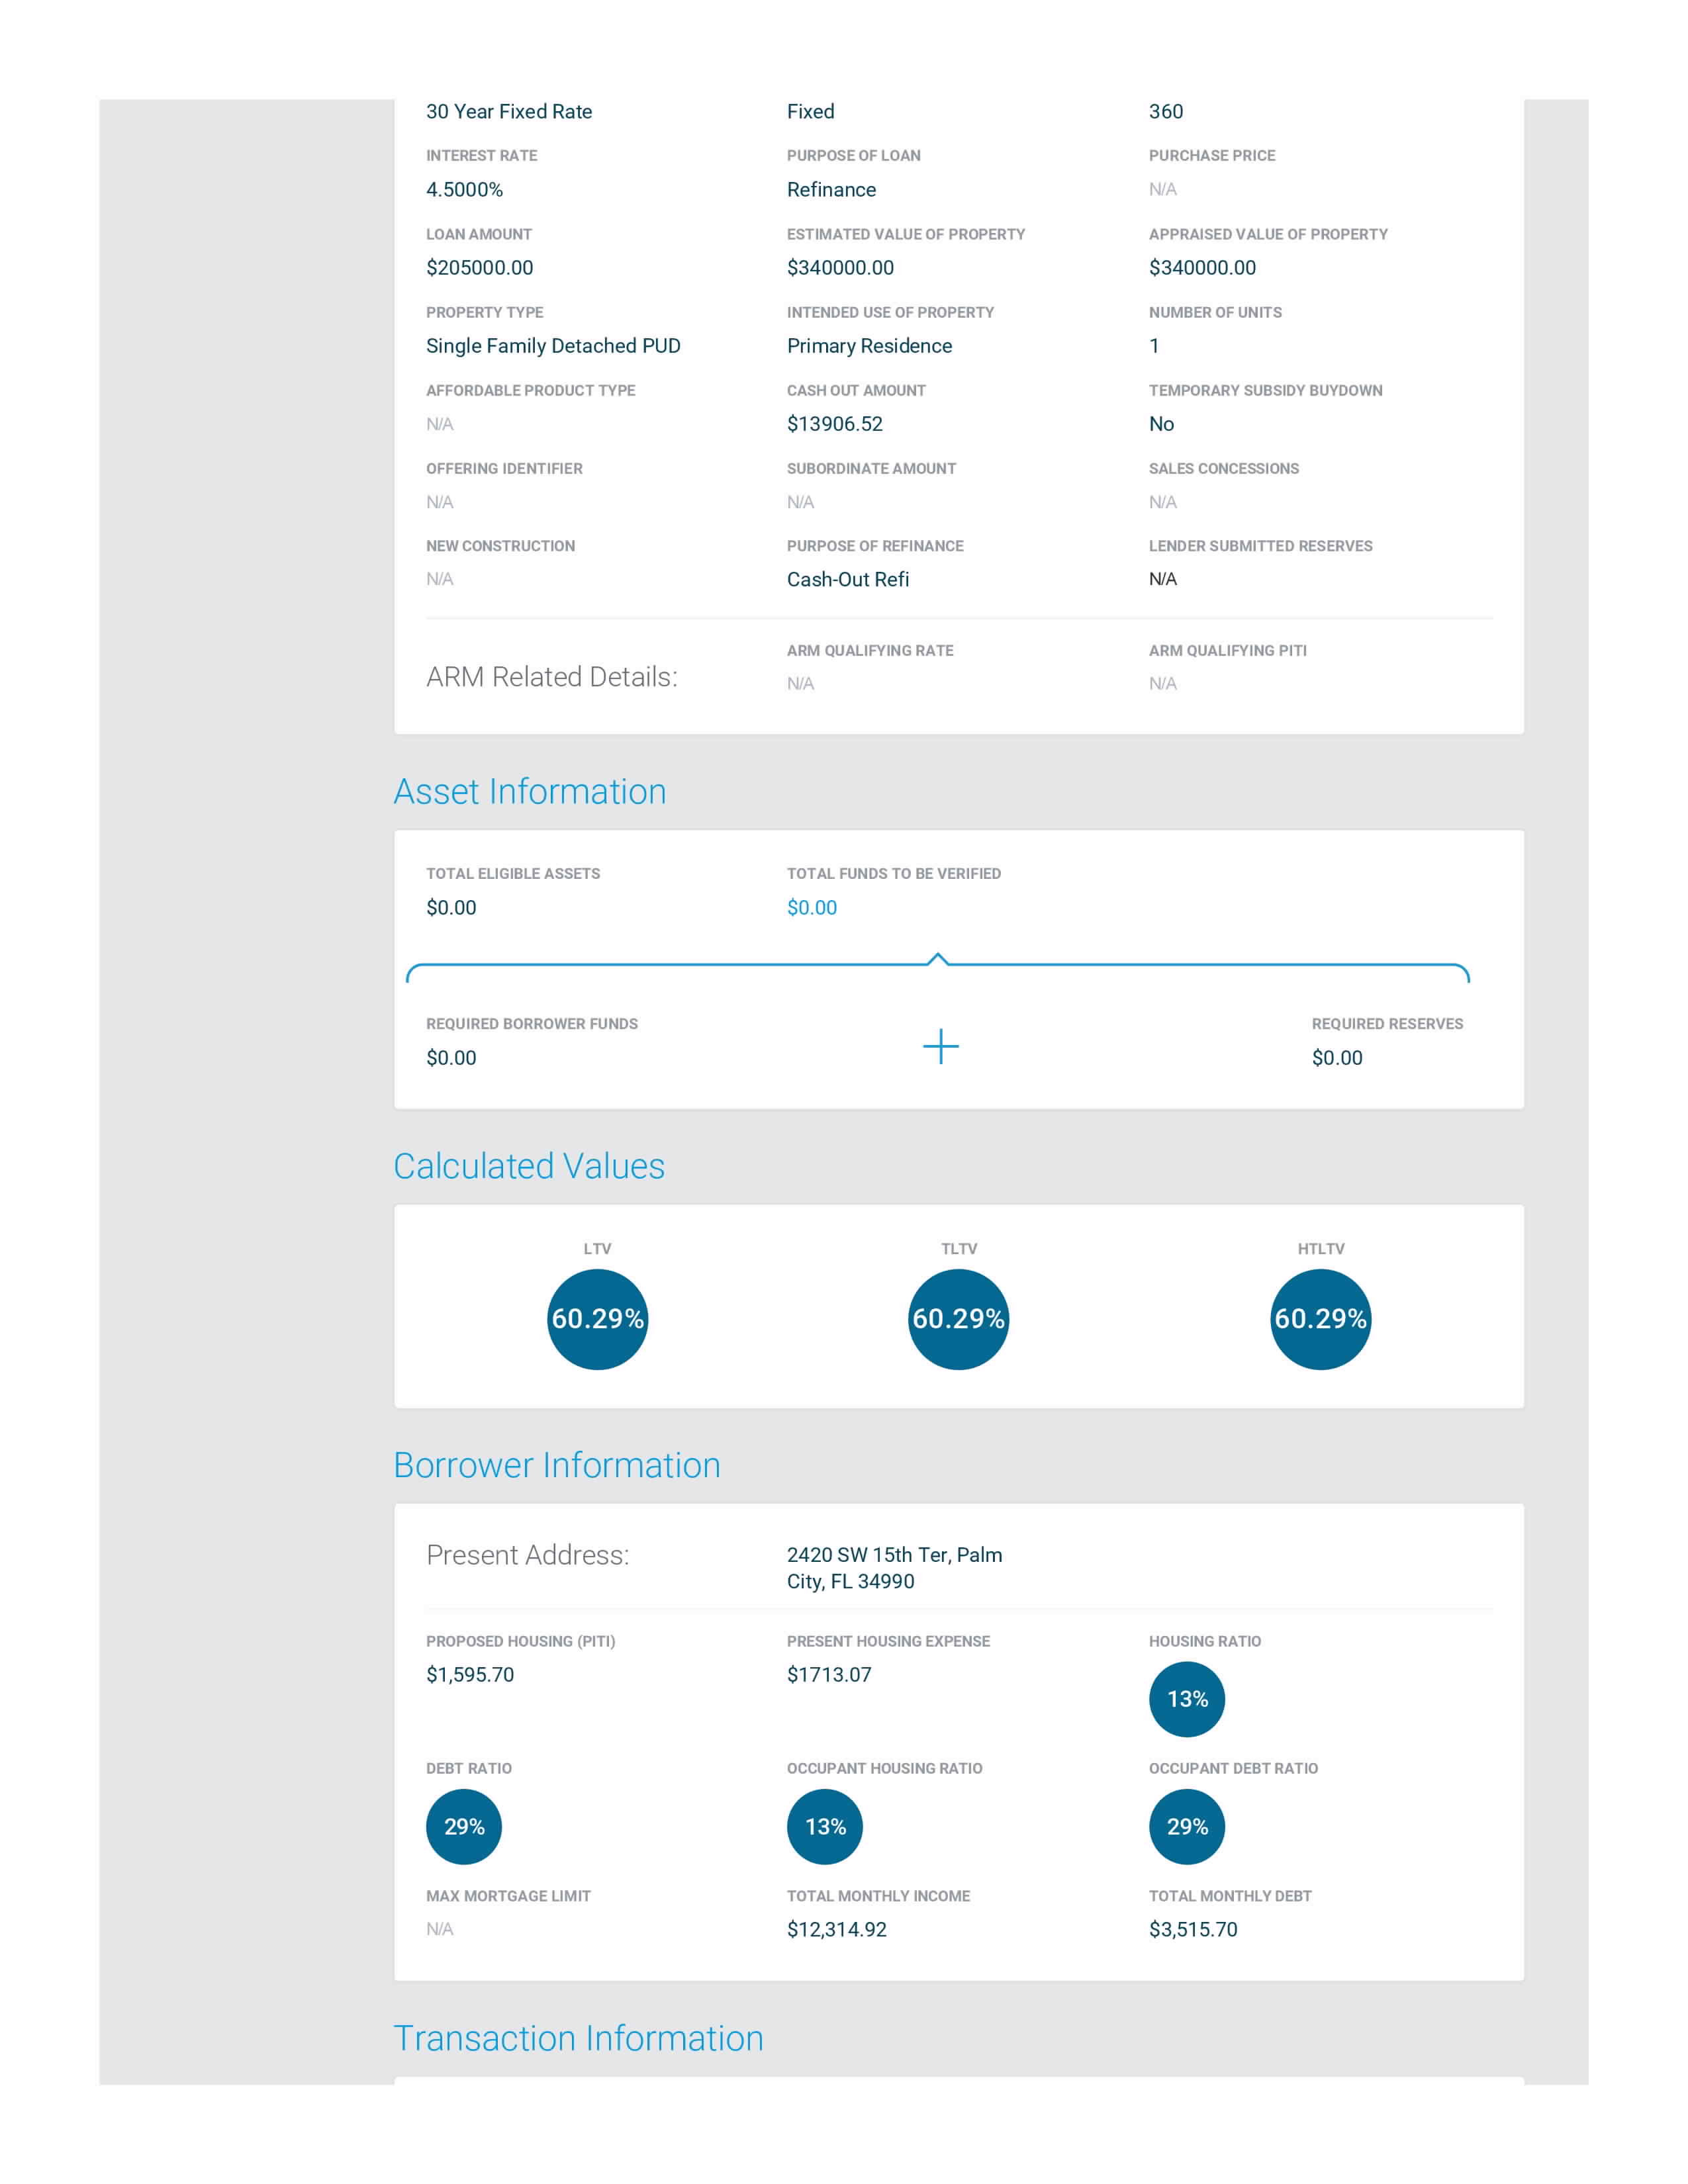 30 Year Fixed Rate Fixed 360
INTEREST RATE PURPOSE OF LOAN PURCHASE PRICE
4.5000% Refinance N/A
LOAN AMOUNT ESTIMATED VALUE OF PROPERTY APPRAISED VALUE OF PROPERTY
$205000.00 $340000.00 $340000.00
PROPERTY TYPE INTENDED USE OF PROPERTY NUMBER OF UNITS
Single Family Detached PUD Primary Residence 1
AFFORDABLE PRODUCT TYPE CASH OUT AMOUNT TEMPORARY SUBSIDY BUYDOWN
N/A $13906.52 No
OFFERING IDENTIFIER SUBORDINATE AMOUNT SALES CONCESSIONS
N/A N/A N/A
NEW CONSTRUCTION PURPOSE OF REFINANCE LENDER SUBMITTED RESERVES
N/A Cash-Out Refi N/A
ARM Related Details: ARM QUALIFYING RATE ARM QUALIFYING PITI
N/A N/A
Asset Information
TOTAL ELIGIBLE ASSETS TOTAL FUNDS TO BE VERIFIED
$0.00 $0.00
REQUIRED BORROWER FUNDS REQUIRED RESERVES
$0.00 + $0.00
Calculated Values
LTV TLTV HTLTV
60.29% 60.29% 60.29%
Borrower Information
Present Address: 2420 SW 15th Ter, Palm
City, FL 34990
PROPOSED HOUSING (PITI) PRESENT HOUSING EXPENSE HOUSING RATIO
$1,595.70 $1713.07 13%
DEBT RATIO OCCUPANT HOUSING RATIO OCCUPANT DEBT RATIO
29% 13% 29%
MAX MORTGAGE LIMIT TOTAL MONTHLY INCOME TOTAL MONTHLY DEBT
N/A $12,314.92 $3,515.70
Transaction Information